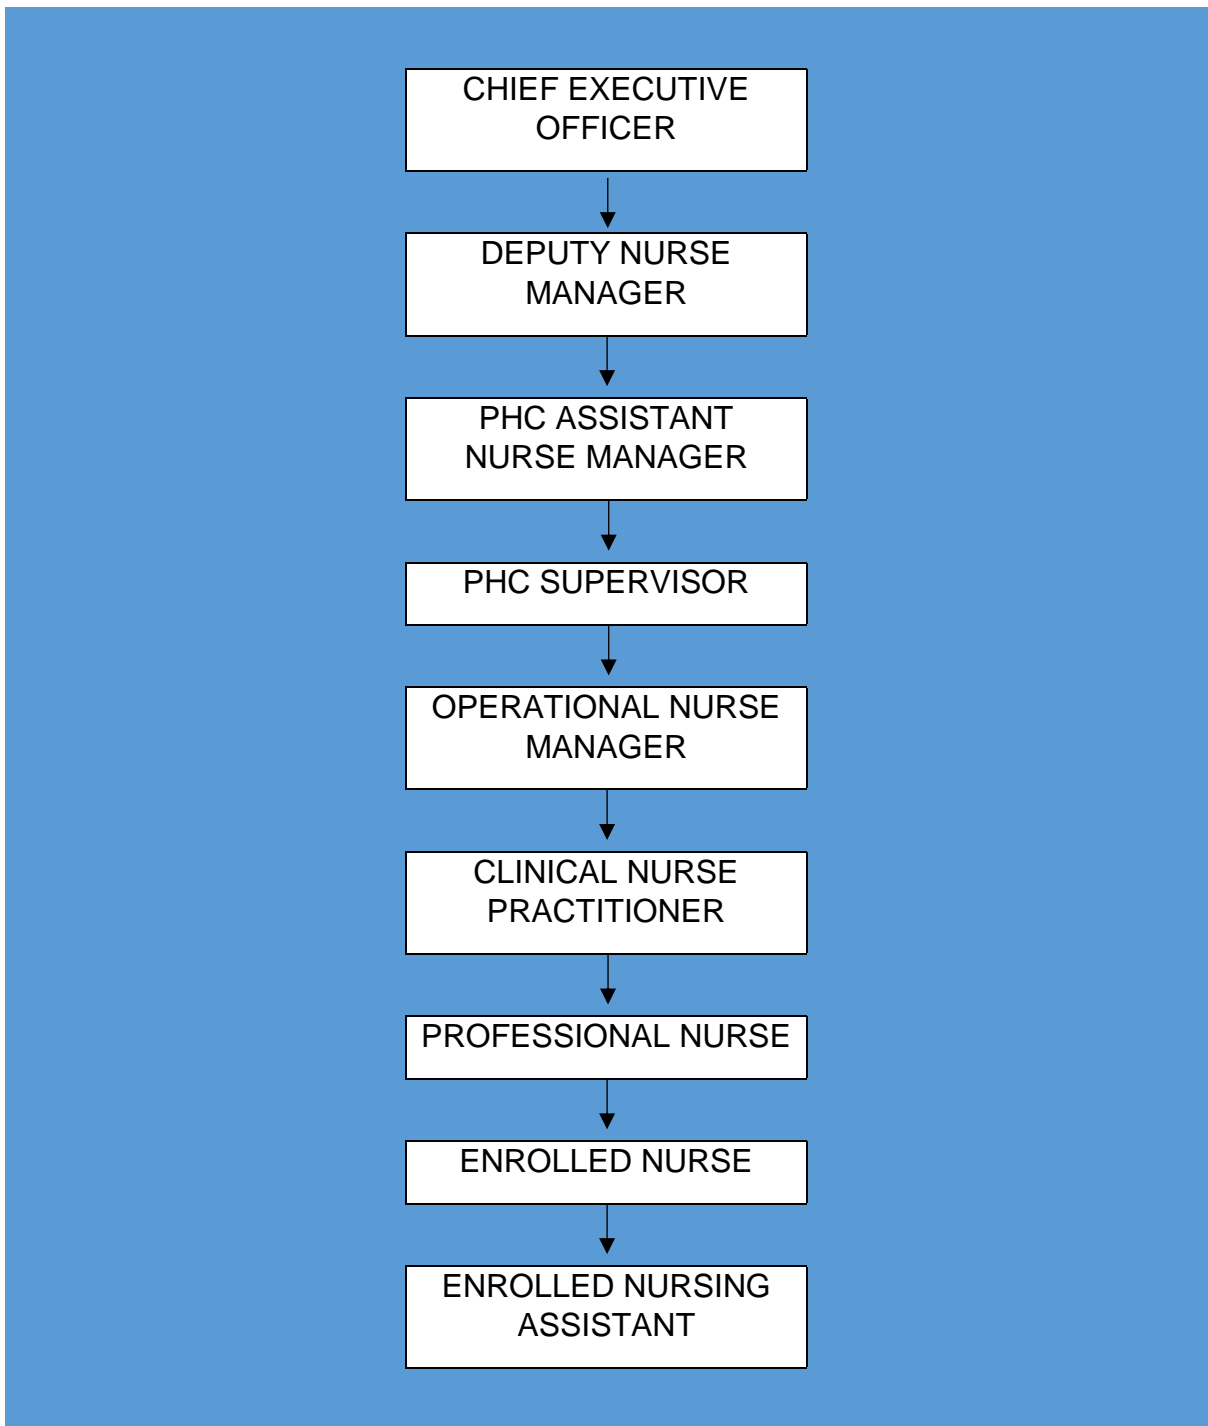 CHIEF EXECUTIVE
OFFICER
DEPUTY NURSE
MANAGER
PHC ASSISTANT
NURSE MANAGER
PHC SUPERVISOR
OPERATIONAL NURSE
MANAGER
CLINICAL NURSE
PRACTITIONER
PROFESSIONAL NURSE
ENROLLED NURSE
ENROLLED NURSING
ASSISTANT